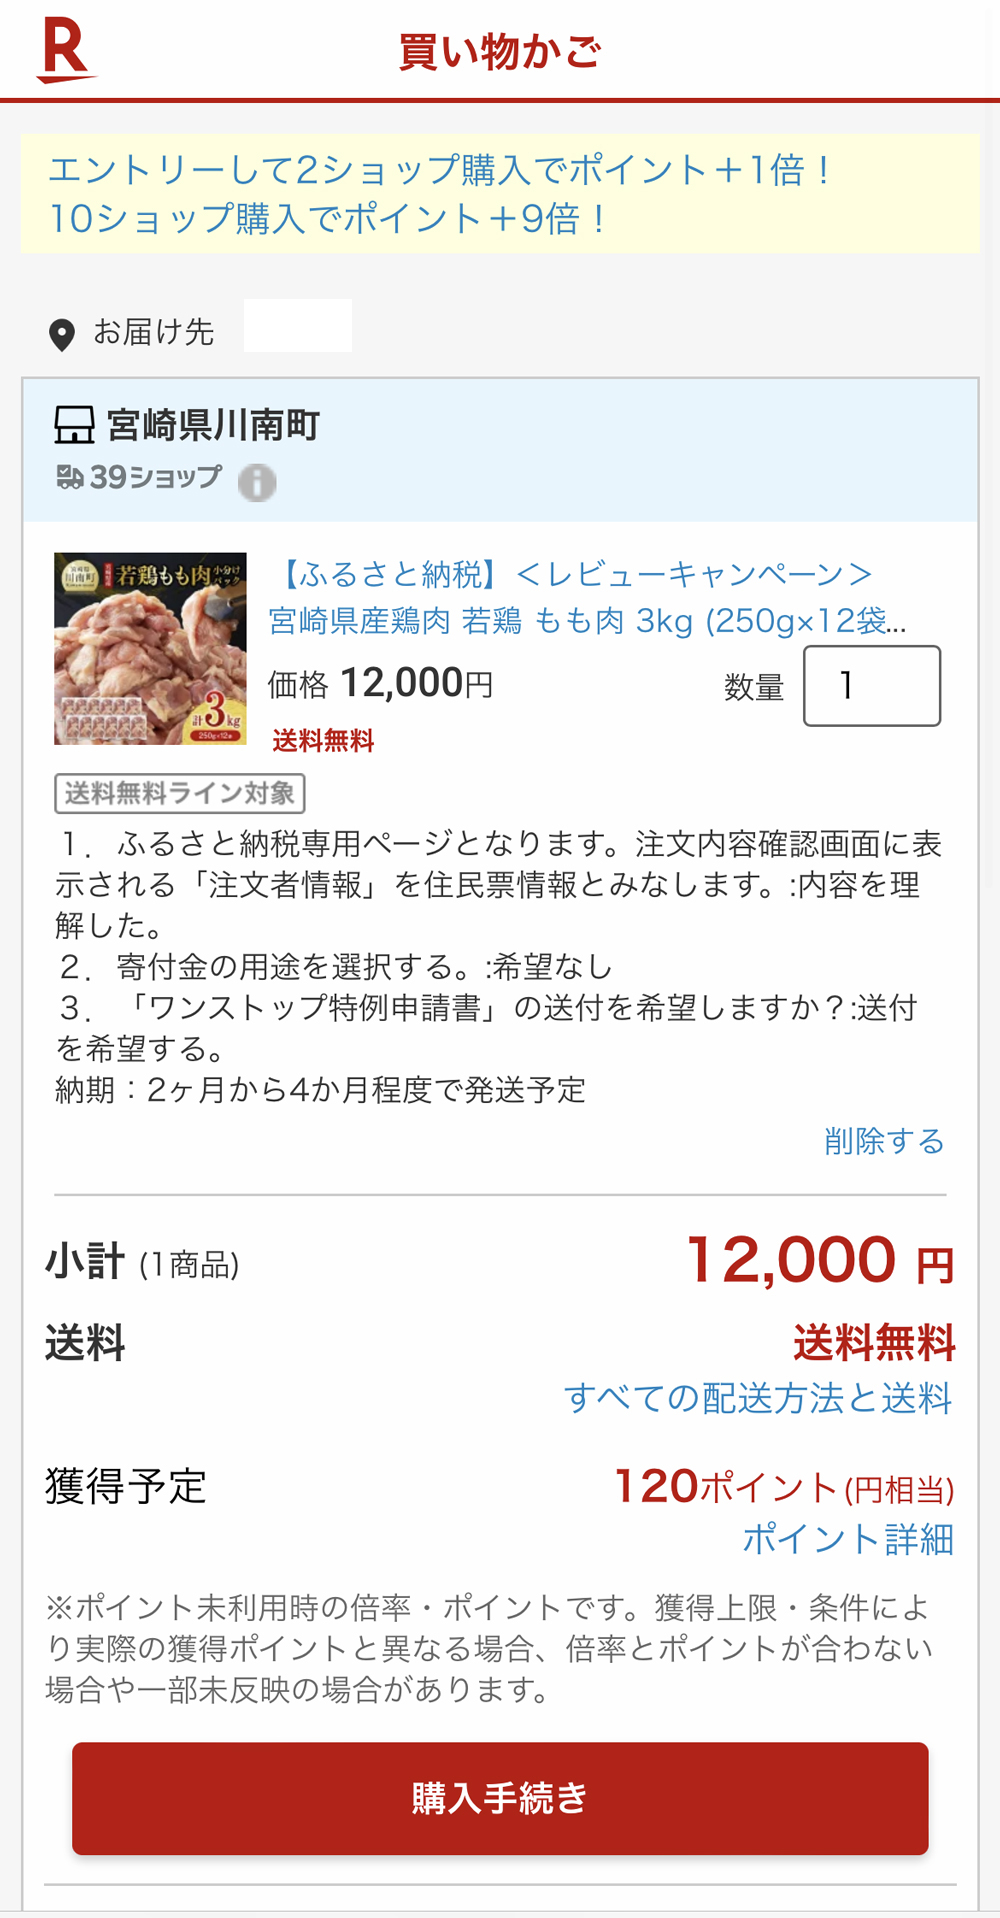 R
買い物かご
エントリーして2ショップ購入でポイント＋1倍！
10ショップ購入でポイント＋9倍！
お届け先
宮崎県川南町
39ショップ
【ふるさと納税】＜レビューキャンペーン＞
宮崎県産鶏肉 若鶏 もも肉 3kg (250g×12袋...
価格 12,000円
数量 1
送料無料
川南町
若鶏もも肉
小分け
パック
計3kg
250g×12袋
送料無料ライン対象
１．ふるさと納税専用ページとなります。注文内容確認画面に表
示される「注文者情報」を住民票情報とみなします。:内容を理
解した。
２．寄付金の用途を選択する。:希望なし
３．「ワンストップ特例申請書」の送付を希望しますか？:送付
を希望する。
納期：2ヶ月から4か月程度で発送予定
削除する
小計 (1商品)
12,000 円
送料
送料無料
すべての配送方法と送料
獲得予定
120ポイント(円相当)
ポイント詳細
※ポイント未利用時の倍率・ポイントです。獲得上限・条件によ
り実際の獲得ポイントと異なる場合、倍率とポイントが合わない
場合や一部未反映の場合があります。
購入手続き